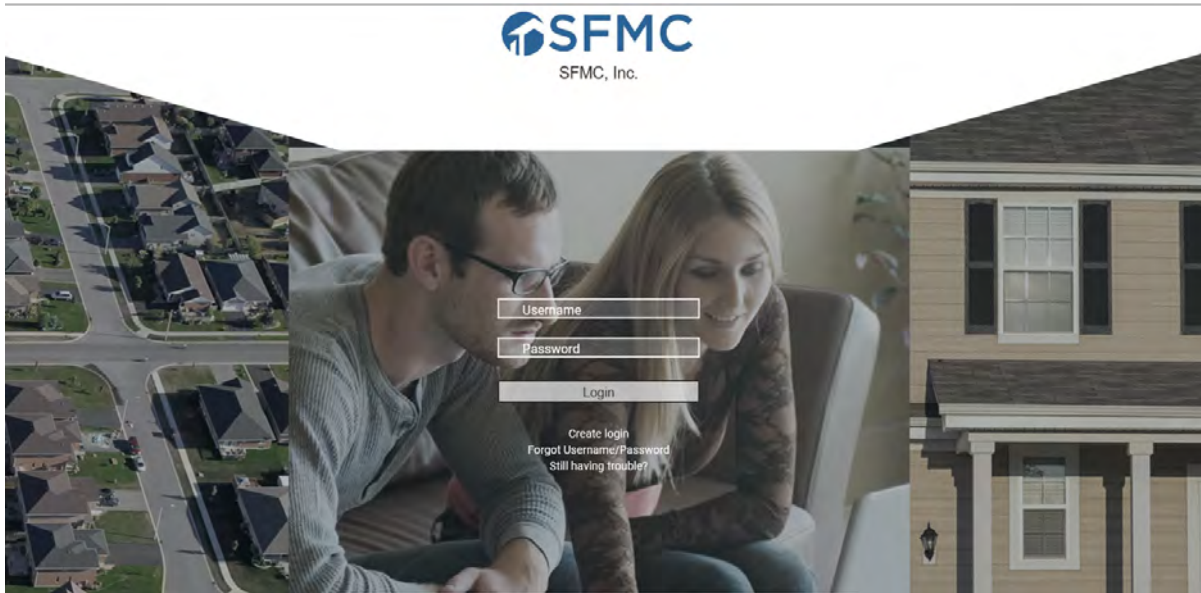 SFMC
SFMC, Inc.
Username
Password
Login
Create login
Forgot Username/Password
Still having trouble?